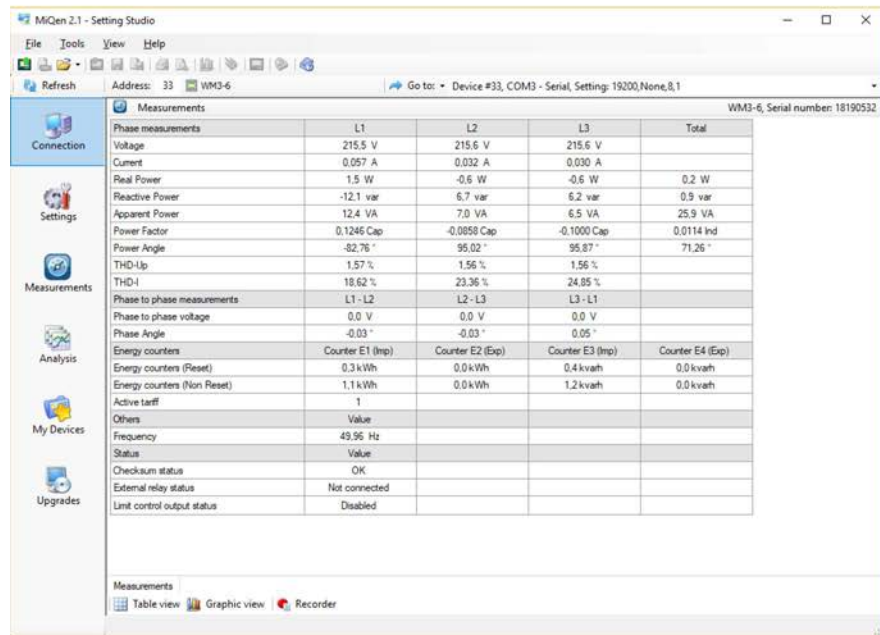 MiQen 2.1 - Setting Studio
File Tools View Help
Refresh Address: 33 WM3-6 Go to: Device #33, COM3 - Serial, Setting: 19200,None,8,1
Measurements WM3-6, Serial number: 18190532
Connection
Settings
Measurements
Analysis
My Devices
Upgrades
Phase measurements L1 L2 L3 Total
Voltage 215,5 V 215,6 V 215,6 V
Current 0,057 A 0,032 A 0,030 A
Real Power 1,5 W -0,6 W -0,6 W 0,2 W
Reactive Power -12,1 var 6,7 var 6,2 var 0,9 var
Apparent Power 12,4 VA 7,0 VA 6,5 VA 25,9 VA
Power Factor 0,1246 Cap -0,0858 Cap -0,1000 Cap 0,0114 Ind
Power Angle -82,76 ° 95,02 ° 95,87 ° 71,26 °
THD-Up 1,57 % 1,56 % 1,56 %
THD-I 18,62 % 23,36 % 24,85 %
Phase to phase measurements L1 - L2 L2 - L3 L3 - L1
Phase to phase voltage 0,0 V 0,0 V 0,0 V
Phase Angle -0,03 ° -0,03 ° 0,05 °
Energy counters Counter E1 (Imp) Counter E2 (Exp) Counter E3 (Imp) Counter E4 (Exp)
Energy counters (Reset) 0,3 kWh 0,0 kWh 0,4 kvarh 0,0 kvarh
Energy counters (Non Reset) 1,1 kWh 0,0 kWh 1,2 kvarh 0,0 kvarh
Active tariff 1
Others Value
Frequency 49,96 Hz
Status Value
Checksum status OK
External relay status Not connected
Limit control output status Disabled
Measurements
Table view Graphic view Recorder